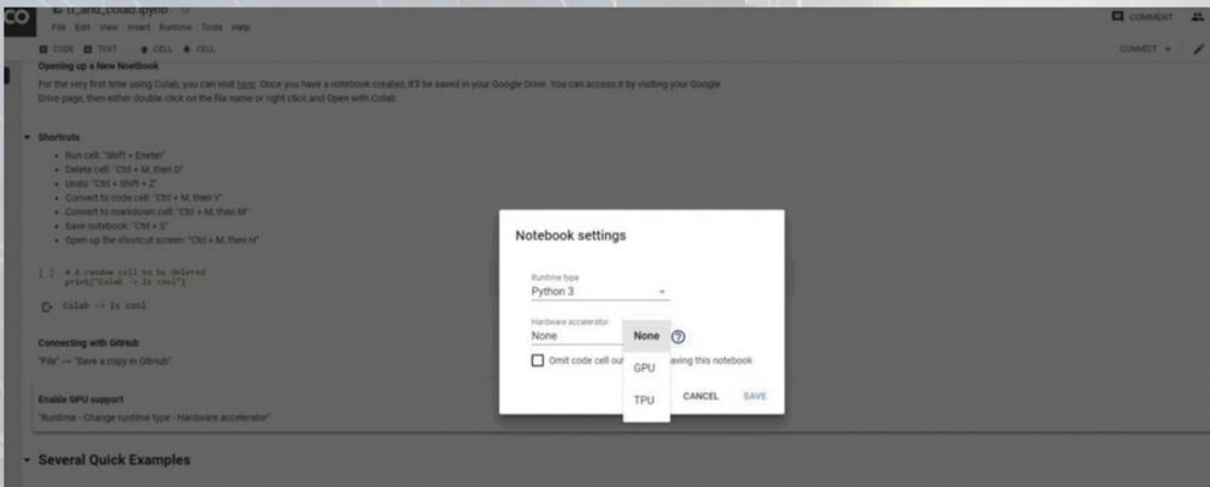 CO
tf_and_colab.ipynb
File Edit View Insert Runtime Tools Help
COMMENT
CODE TEXT CELL CELL
CONNECT
Opening up a New Noetbook
For the very first time using Colab, you can visit here. Once you have a notebook created, it'll be saved in your Google Drive. You can access it by visiting your Google
Drive page, then either double click on the file name or right click and Open with Colab.
Shortcuts
Run cell: "Shift + Eneter"
Delete cell: "Ctrl + M, then D"
Undo: "Ctrl + Shift + Z"
Convert to code cell: "Ctrl + M, then Y"
Convert to markdown cell: "Ctrl + M, then M"
Save notebook: "Ctrl + S"
Open up the shortcut screen: "Ctrl + M, then H"
[ ] # A random cell to be deleted
print("Colab -> is cool")
Colab -> is cool
Connecting with GitHub
"File" --> "Save a copy in GitHub".
Enable GPU support
"Runtime - Change runtime type - Hardware accelerator"
Several Quick Examples
Notebook settings
Runtime type
Python 3
Hardware accelerator
None
None
GPU
TPU
Omit code cell out aving this notebook
CANCEL SAVE